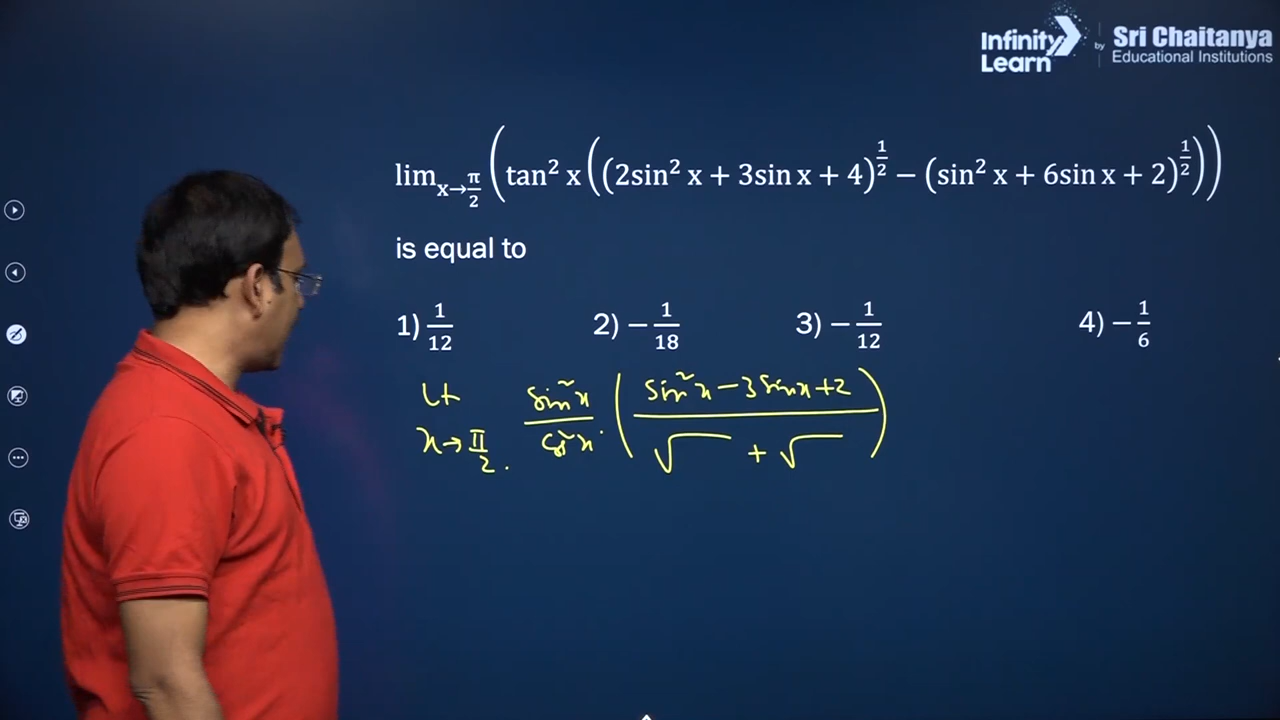 Infinity Learn by Sri Chaitanya Educational Institutions
lim_{x→π/2} (tan² x ((2sin² x + 3sin x + 4)^{1/2} − (sin² x + 6sin x + 2)^{1/2}))
is equal to
1) 1/12 2) −1/18 3) −1/12 4) −1/6
Lt_{x→π/2} sin²x/cos²x · ((sin²x − 3sinx + 2)/(√ + √))